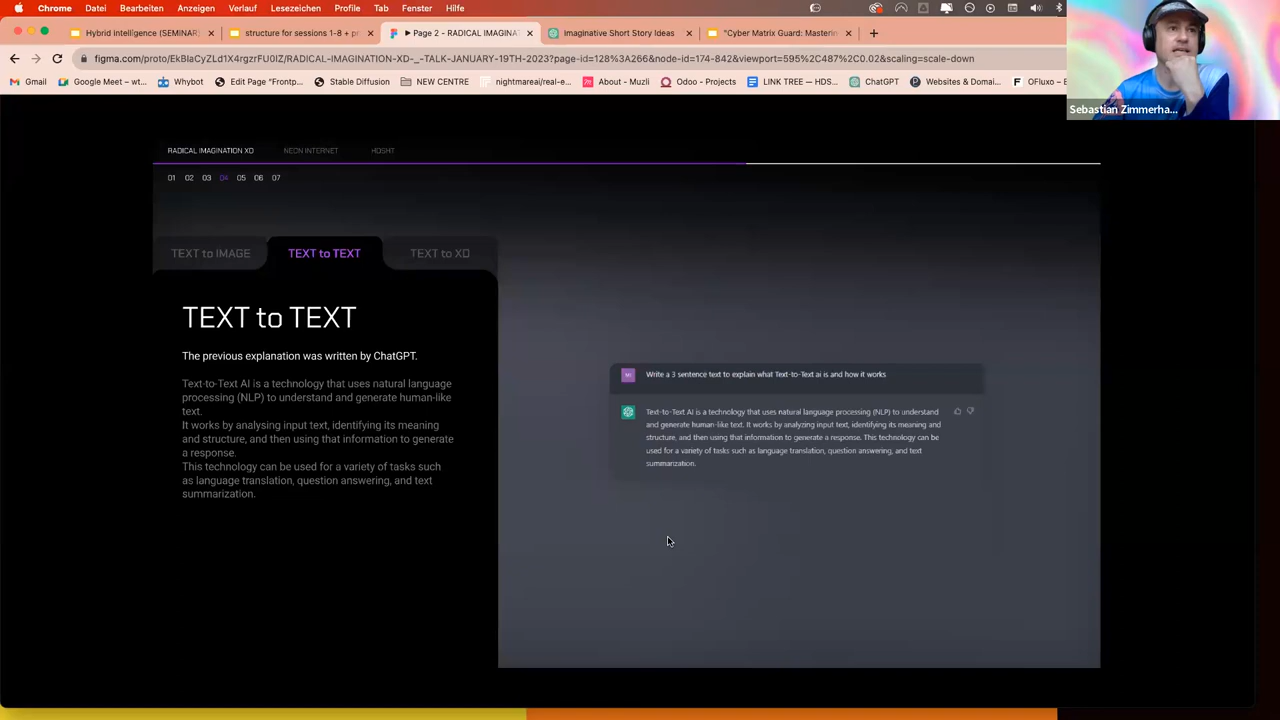 Chrome Datei Bearbeiten Anzeigen Verlauf Lesezeichen Profile Tab Fenster Hilfe
Hybrid intelligence (SEMINAR) structure for sessions 1-8 + pr Page 2 - RADICAL IMAGINAT Imaginative Short Story Ideas "Cyber Matrix Guard: Masterin
figma.com/proto/EkBlaCyZLd1X4rgzrFU0IZ/RADICAL-IMAGINATION-XD-_-TALK-JANUARY-19TH-2023?page-id=128%3A266&node-id=174-842&viewport=595%2C487%2C0.02&scaling=scale-down
Gmail Google Meet – wt... Whybot Edit Page "Frontp... Stable Diffusion NEW CENTRE nightmareai/real-e... About - Muzli Odoo - Projects LINK TREE )•( HDS... ChatGPT Websites & Domai... OFluxo – Le
Sebastian Zimmerha...
RADICAL IMAGINATION XD NEON INTERNET HQSHT
01 02 03 04 05 06 07
TEXT to IMAGE TEXT to TEXT TEXT to XD
TEXT to TEXT
The previous explanation was written by ChatGPT.
Text-to-Text AI is a technology that uses natural language
processing (NLP) to understand and generate human-like
text.
It works by analysing input text, identifying its meaning
and structure, and then using that information to generate
a response.
This technology can be used for a variety of tasks such
as language translation, question answering, and text
summarization.
Write a 3 sentence text to explain what Text-to-Text ai is and how it works
Text-to-Text AI is a technology that uses natural language processing (NLP) to understand
and generate human-like text. It works by analyzing input text, identifying its meaning and
structure, and then using that information to generate a response. This technology can be
used for a variety of tasks such as language translation, question answering, and text
summarization.